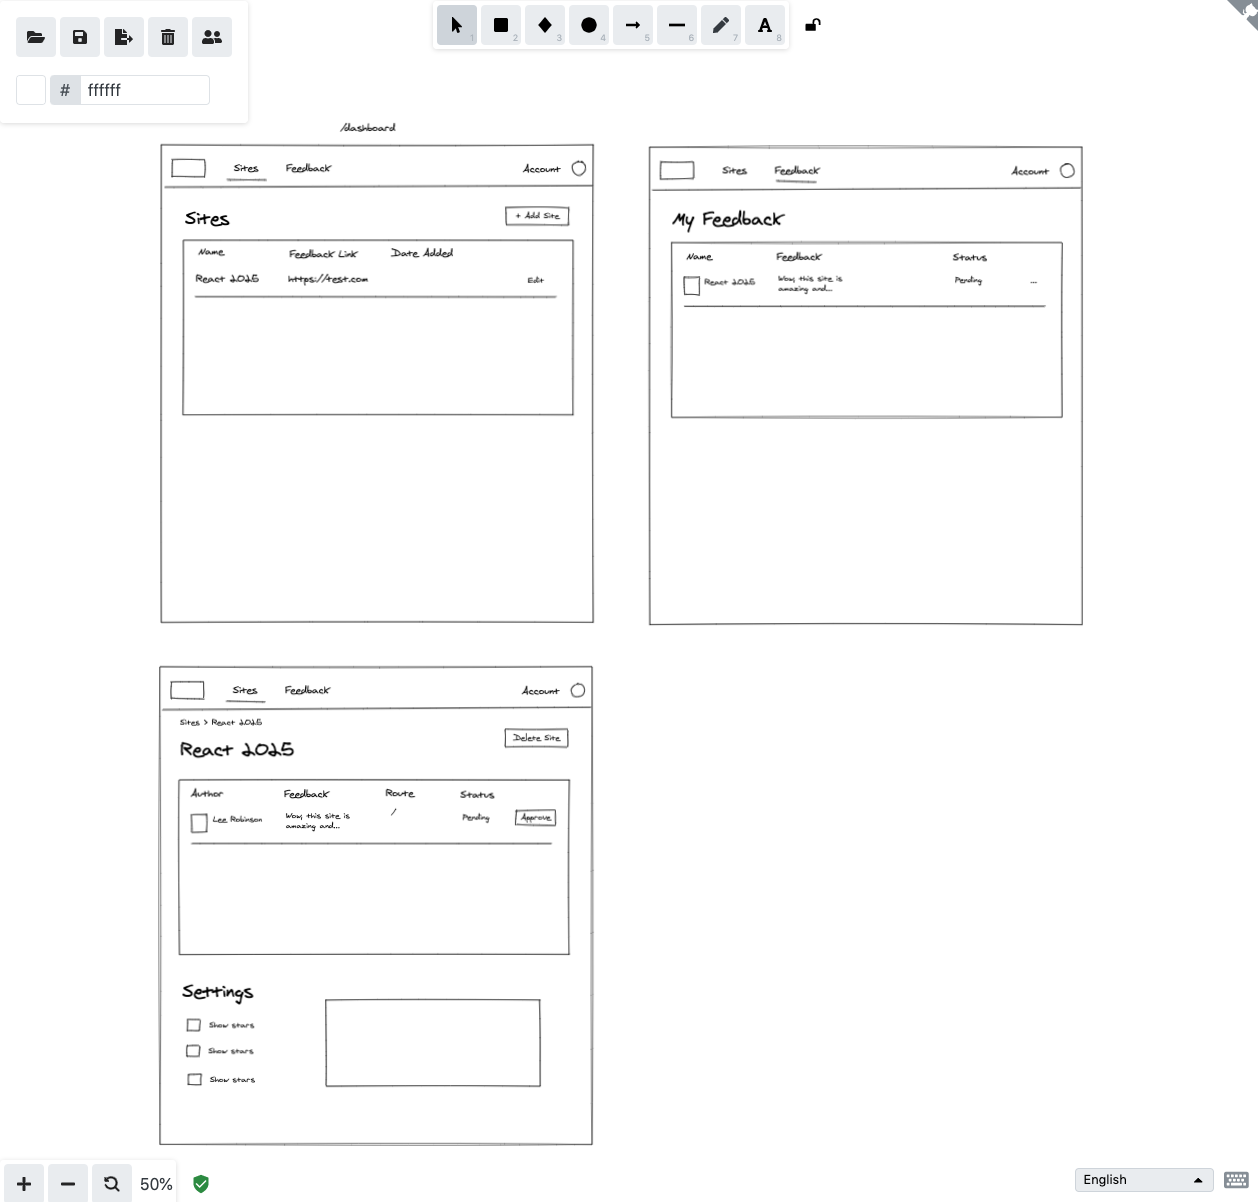 1
2
3
4
5
6
7
8
A
#
ffffff
/dashboard
Sites
Feedback
Account
Sites
+ Add Site
Name
Feedback Link
Date Added
React 2025
https://test.com
Edit
Sites
Feedback
Account
My Feedback
Name
Feedback
Status
React 2025
Wow, this site is
amazing and...
Pending
...
Sites
Feedback
Account
Sites > React 2025
React 2025
Delete Site
Author
Feedback
Route
Status
Lee Robinson
Wow, this site is
amazing and...
/
Pending
Approve
Settings
Show stars
Show stars
Show stars
50%
English